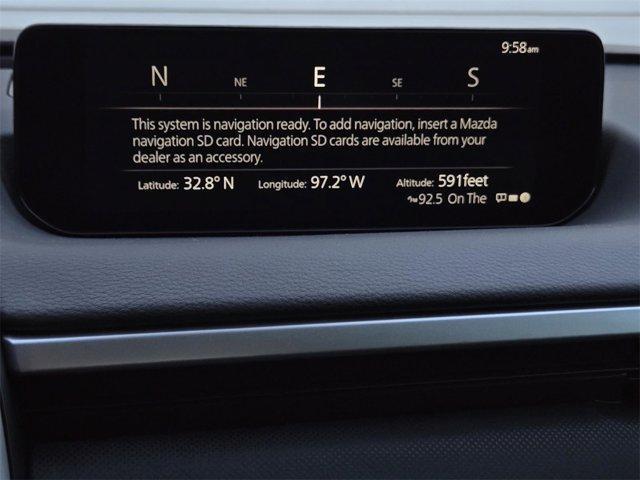 9:58am
N NE E SE S
This system is navigation ready. To add navigation, insert a Mazda
navigation SD card. Navigation SD cards are available from your
dealer as an accessory.
Latitude: 32.8° N Longitude: 97.2° W Altitude: 591feet
92.5 On The